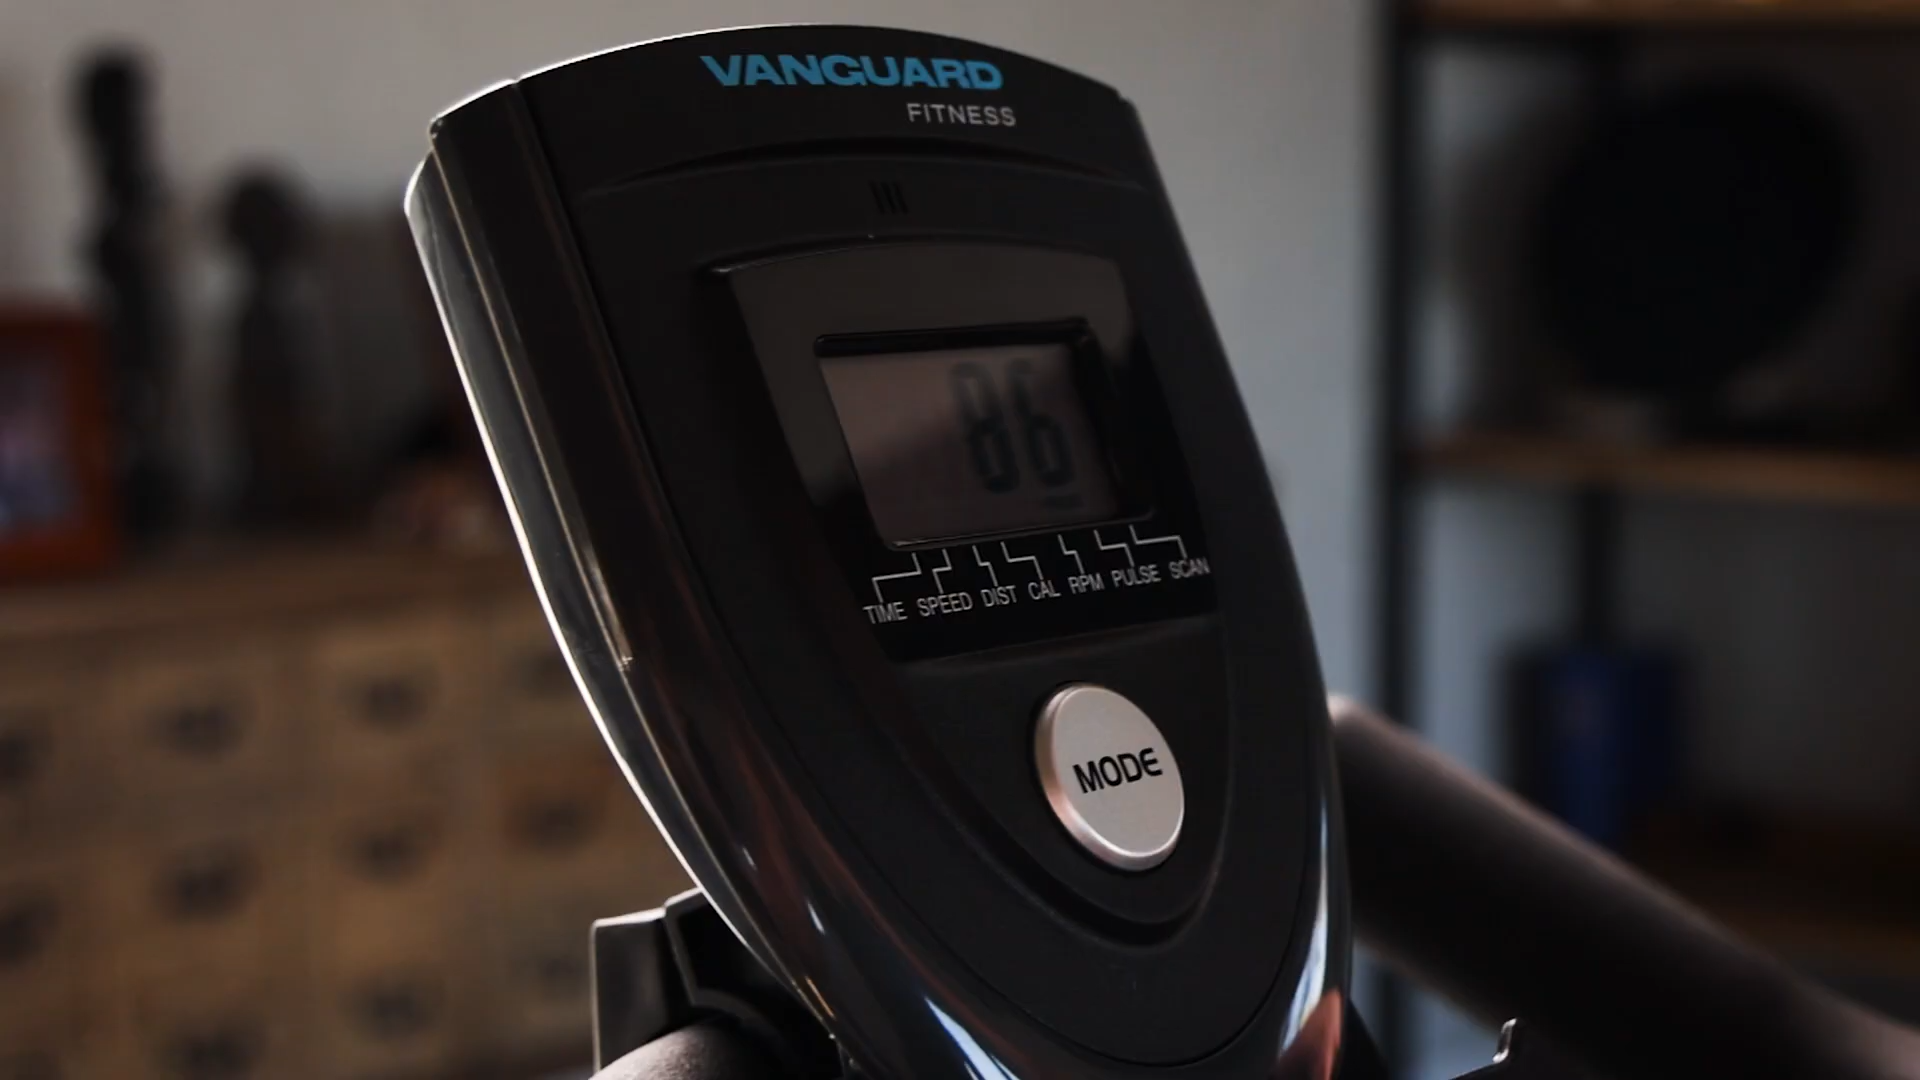 VANGUARD
FITNESS
86
TIME SPEED DIST CAL RPM PULSE SCAN
MODE